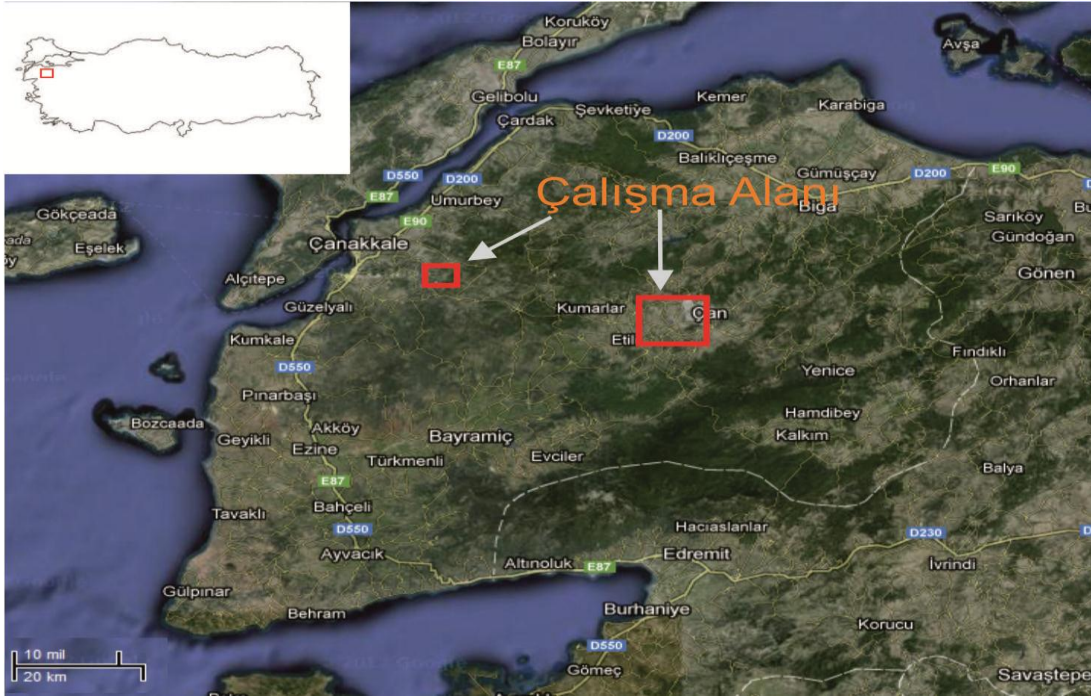 Koruköy
Bolayır
Avşa
E87
Gelibolu
Kemer
Karabiga
Şevketiye
Çardak
D200
Balıklıçeşme
D550
D200
Gümüşçay
D200
E90
E87
Umurbey
Çalışma Alanı
Biga
Gökçeada
Sarıköy
E90
Gündoğan
Eşelek
Çanakkale
Gönen
Alçıtepe
Güzelyalı
Kumarlar
Çan
Kumkale
Etil
Fındıklı
D550
Yenice
Orhanlar
Pınarbaşı
Hamdibey
Bozcaada
Akköy
Bayramiç
Kalkım
Geyikli
Ezine
Evciler
Türkmenli
Balya
E87
Tavaklı
Bahçeli
D550
Hacıaslanlar
D230
Ayvacık
Edremit
Altınoluk
E87
İvrindi
Gülpınar
Behram
Burhaniye
Korucu
D550
10 mil
20 km
Gömeç
Savaştepe